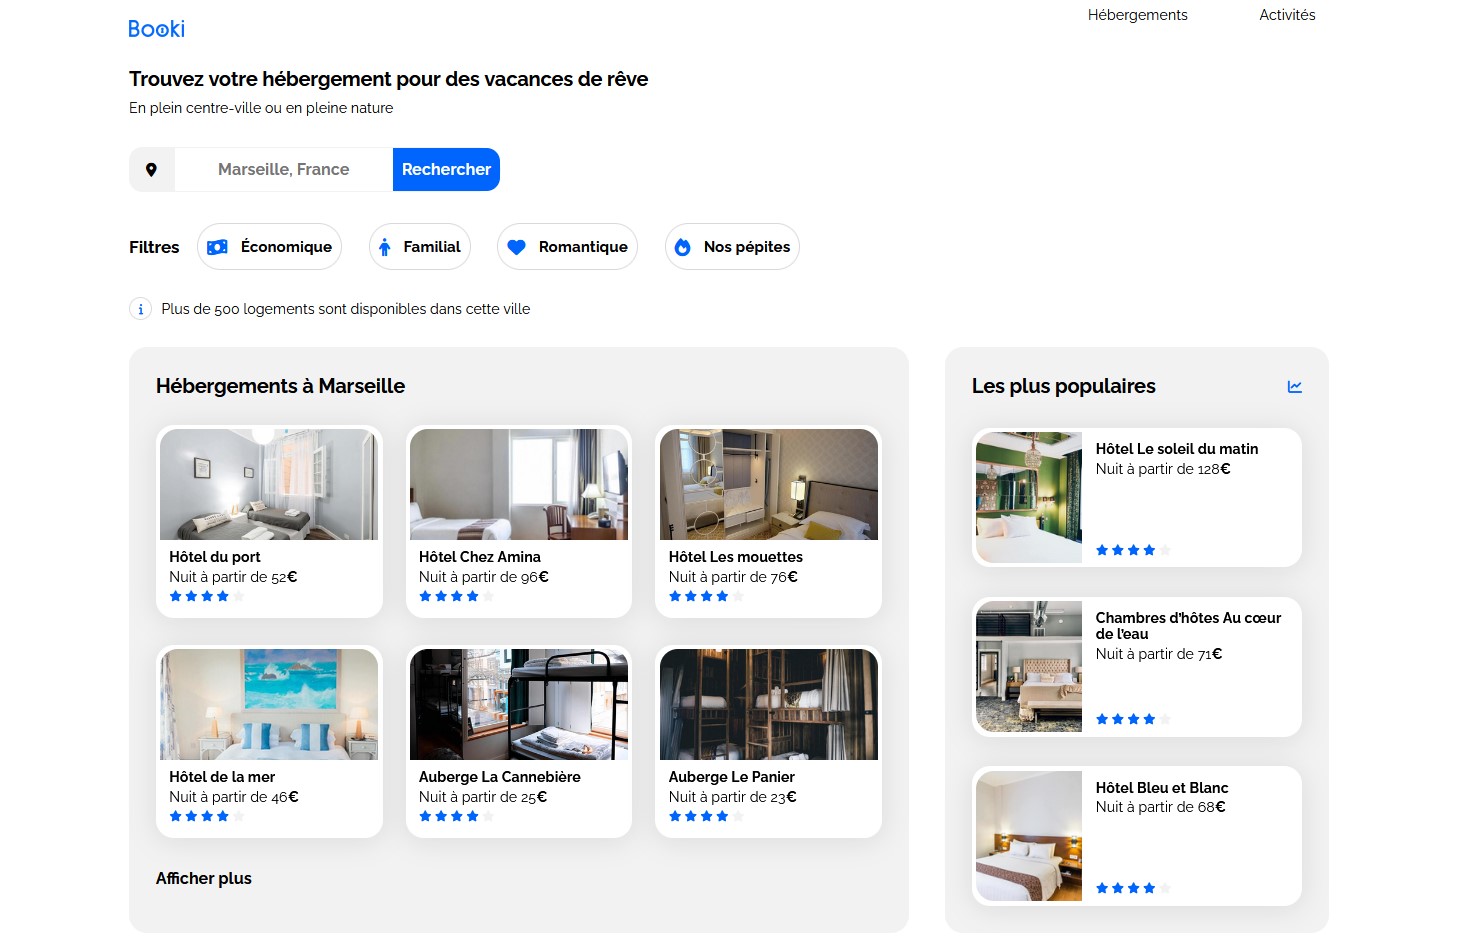 Booki
Hébergements
Activités
Trouvez votre hébergement pour des vacances de rêve
En plein centre-ville ou en pleine nature
Marseille, France
Rechercher
Filtres
Économique
Familial
Romantique
Nos pépites
Plus de 500 logements sont disponibles dans cette ville
Hébergements à Marseille
Hôtel du port
Nuit à partir de 52€
Hôtel Chez Amina
Nuit à partir de 96€
Hôtel Les mouettes
Nuit à partir de 76€
Hôtel de la mer
Nuit à partir de 46€
Auberge La Cannebière
Nuit à partir de 25€
Auberge Le Panier
Nuit à partir de 23€
Afficher plus
Les plus populaires
Hôtel Le soleil du matin
Nuit à partir de 128€
Chambres d'hôtes Au cœur
de l'eau
Nuit à partir de 71€
Hôtel Bleu et Blanc
Nuit à partir de 68€